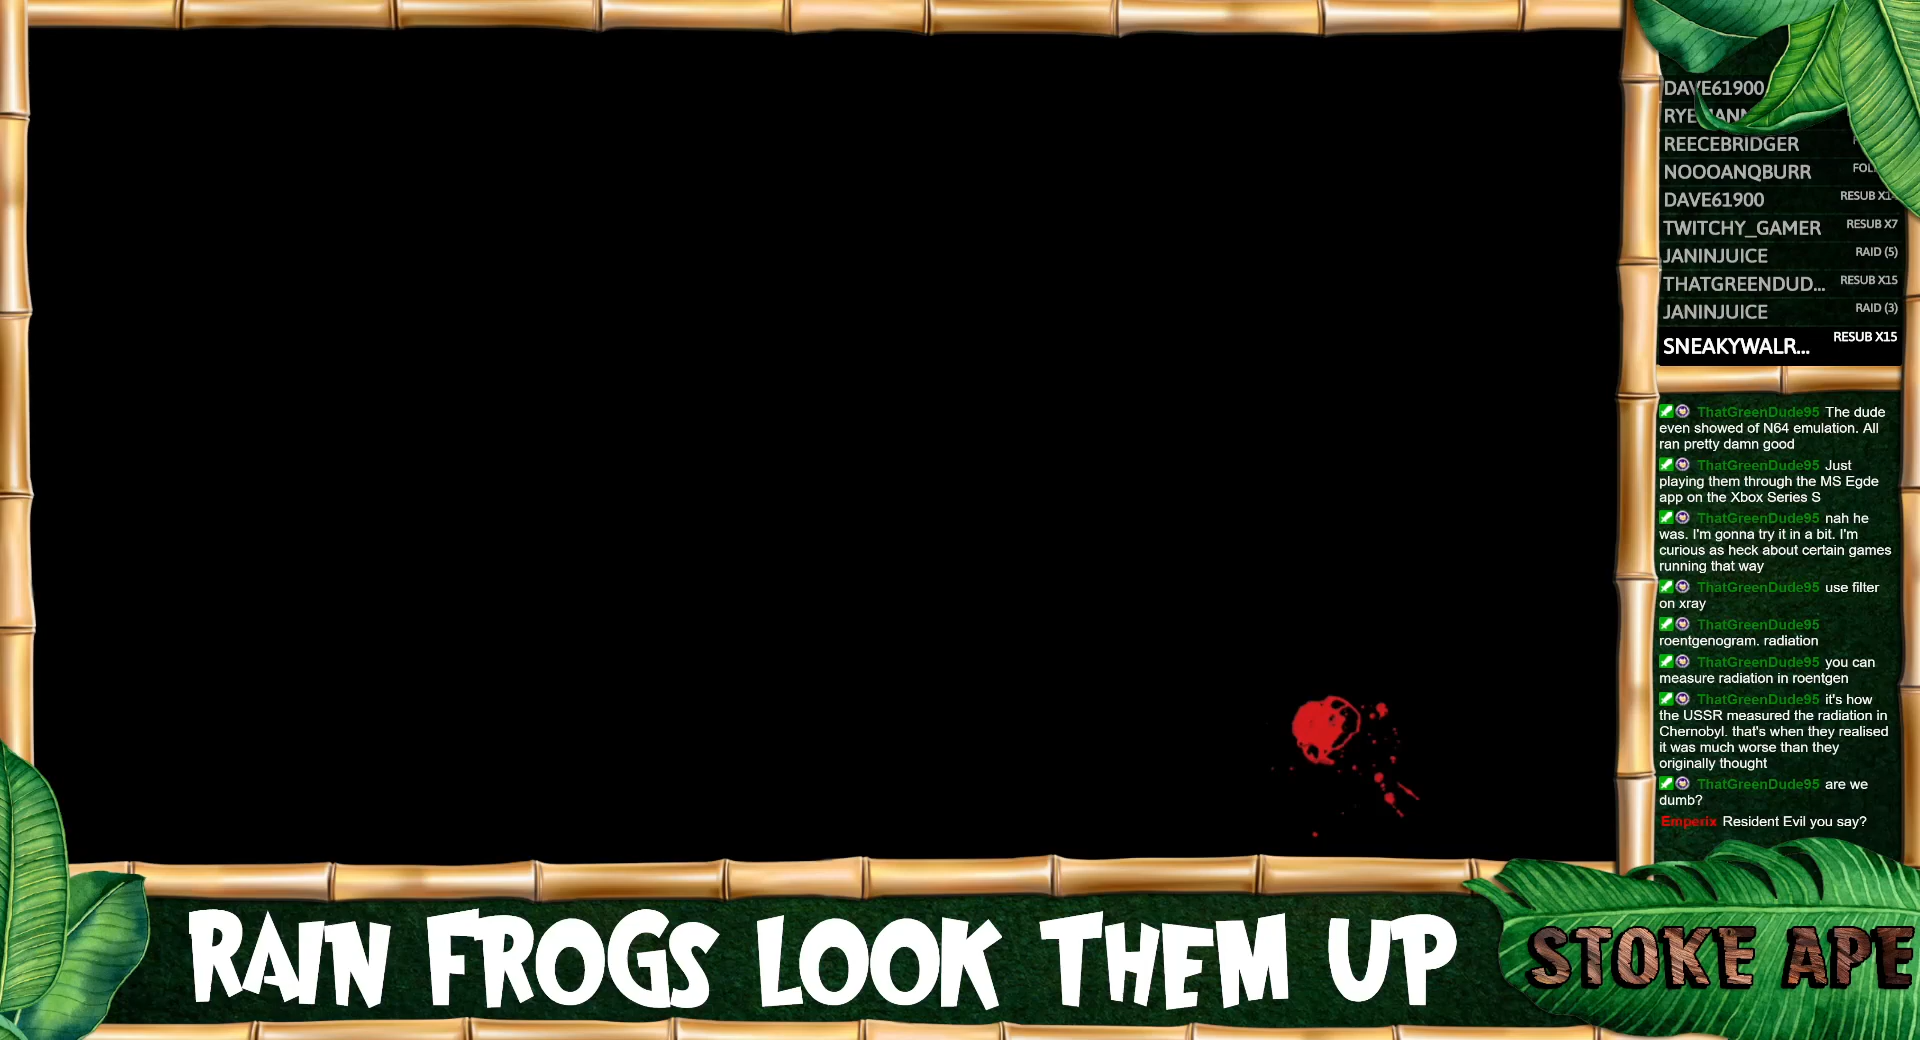 DAVE61900
REECEBRIDGER
NOOOANQBURR
DAVE61900 RESUB
TWITCHY_GAMER RESUB X7
JANINJUICE RAID (5)
THATGREENDUD... RESUB X15
JANINJUICE RAID (3)
SNEAKYWALR... RESUB X15
ThatGreenDude95 The dude
even showed of N64 emulation. All
ran pretty damn good
ThatGreenDude95 Just
playing them through the MS Egde
app on the Xbox Series S
ThatGreenDude95 nah he
was. I'm gonna try it in a bit. I'm
curious as heck about certain games
running that way
ThatGreenDude95 use filter
on xray
ThatGreenDude95
roentgenogram. radiation
ThatGreenDude95 you can
measure radiation in roentgen
ThatGreenDude95 it's how
the USSR measured the radiation in
Chernobyl. that's when they realised
it was much worse than they
originally thought
ThatGreenDude95 are we
dumb?
Emperix Resident Evil you say?
RAIN FROGS LOOK THEM UP
STOKE APE